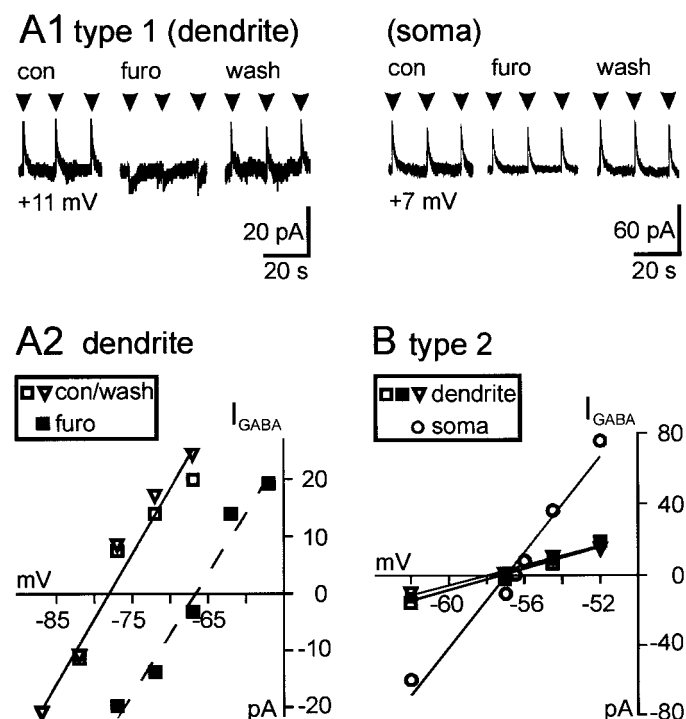 A1 type 1 (dendrite) (soma)
con furo wash con furo wash
+11 mV +7 mV
20 pA 60 pA
20 s 20 s
A2 dendrite
con/wash
furo
I GABA
20
10
mV 0
-85 -75 -65
-10
pA -20
B type 2
dendrite
soma
I GABA
80
40
mV 0
-60 -56 -52
-40
pA -80